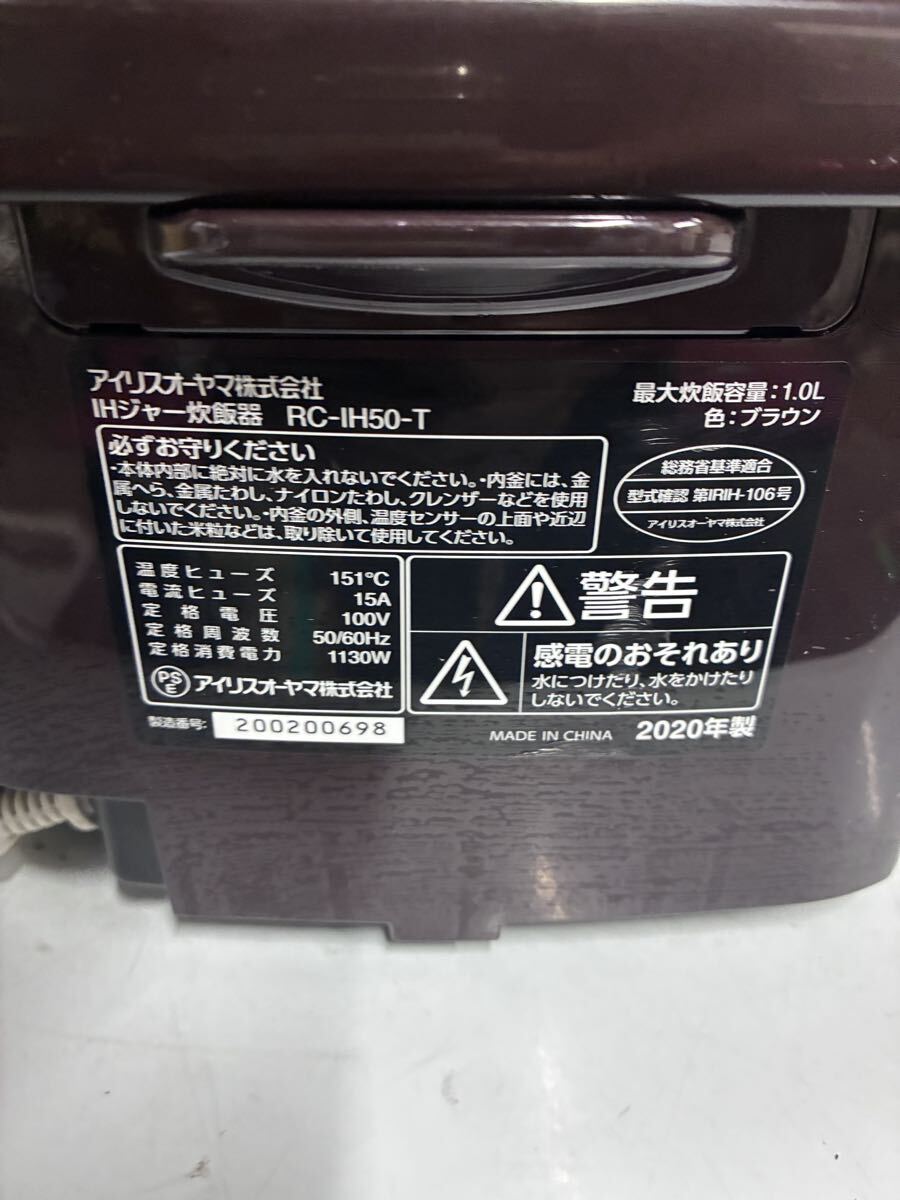 アイリスオーヤマ株式会社
IHジャー炊飯器 RC-IH50-T
最大炊飯容量:1.0L
色:ブラウン
必ずお守りください
・本体内部に絶対に水を入れないでください。・内釜には、金
属へら、金属たわし、ナイロンたわし、クレンザーなどを使用
しないでください。・内釜の外側、温度センサーの上面や近辺
に付いた米粒などは、取り除いて使用してください。
総務省基準適合
型式確認 第IRIH-106号
アイリスオーヤマ株式会社
温度ヒューズ 151℃
電流ヒューズ 15A
定格電圧 100V
定格周波数 50/60Hz
定格消費電力 1130W
PSE アイリスオーヤマ株式会社
警告
感電のおそれあり
水につけたり、水をかけたり
しないでください。
製造番号: 200200698
MADE IN CHINA 2020年製